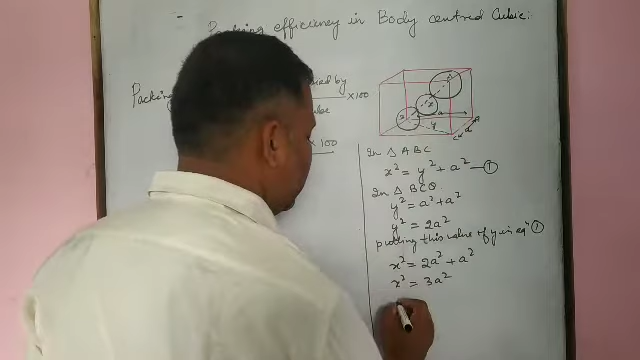 Packing efficiency in Body centred Cubic:
Packing
by
×100
× 100
In △ ABC
x² = y² + a² — ①
In △ BCD
y² = a² + a²
y² = 2a²
putting this value of y in eqⁿ ①
x² = 2a² + a²
x² = 3a²